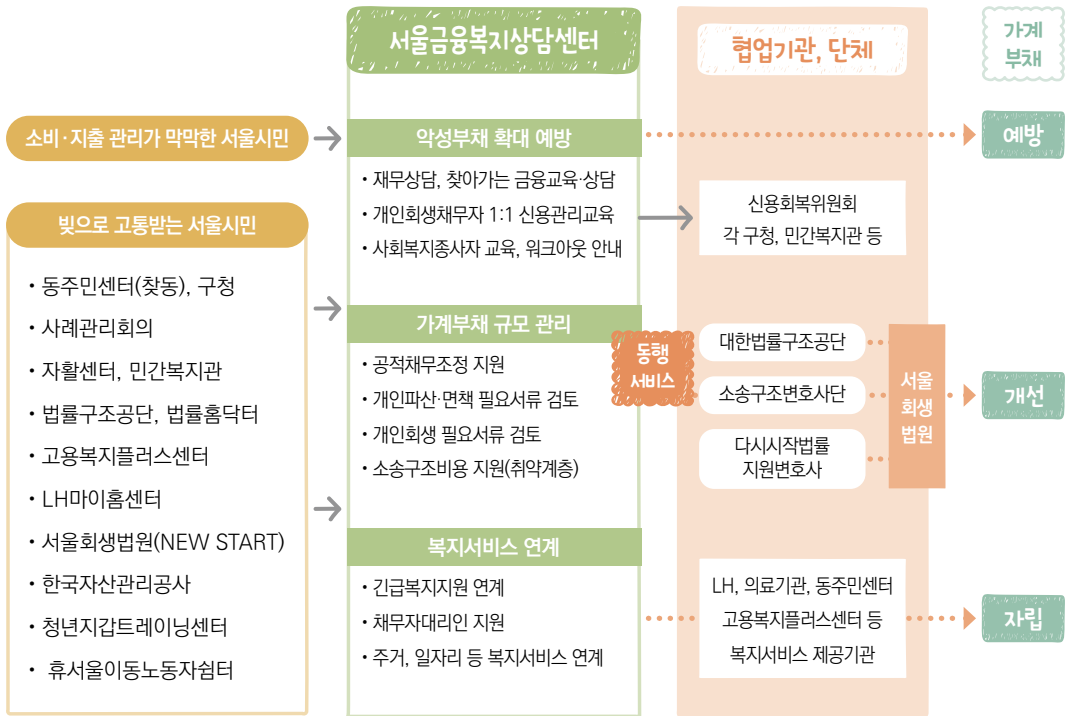 서울금융복지상담센터
협업기관, 단체
가계
부채
소비·지출 관리가 막막한 서울시민
악성부채 확대 예방
예방
• 재무상담, 찾아가는 금융교육·상담
• 개인회생채무자 1:1 신용관리교육
• 사회복지종사자 교육, 워크아웃 안내
신용회복위원회
각 구청, 민간복지관 등
빚으로 고통받는 서울시민
• 동주민센터(찾동), 구청
• 사례관리회의
• 자활센터, 민간복지관
• 법률구조공단, 법률홈닥터
• 고용복지플러스센터
• LH마이홈센터
• 서울회생법원(NEW START)
• 한국자산관리공사
• 청년지갑트레이닝센터
• 휴서울이동노동자쉼터
가계부채 규모 관리
• 공적채무조정 지원
• 개인파산·면책 필요서류 검토
• 개인회생 필요서류 검토
• 소송구조비용 지원(취약계층)
동행
서비스
대한법률구조공단
소송구조변호사단
다시시작법률
지원변호사
서울
회생
법원
개선
복지서비스 연계
• 긴급복지지원 연계
• 채무자대리인 지원
• 주거, 일자리 등 복지서비스 연계
LH, 의료기관, 동주민센터
고용복지플러스센터 등
복지서비스 제공기관
자립